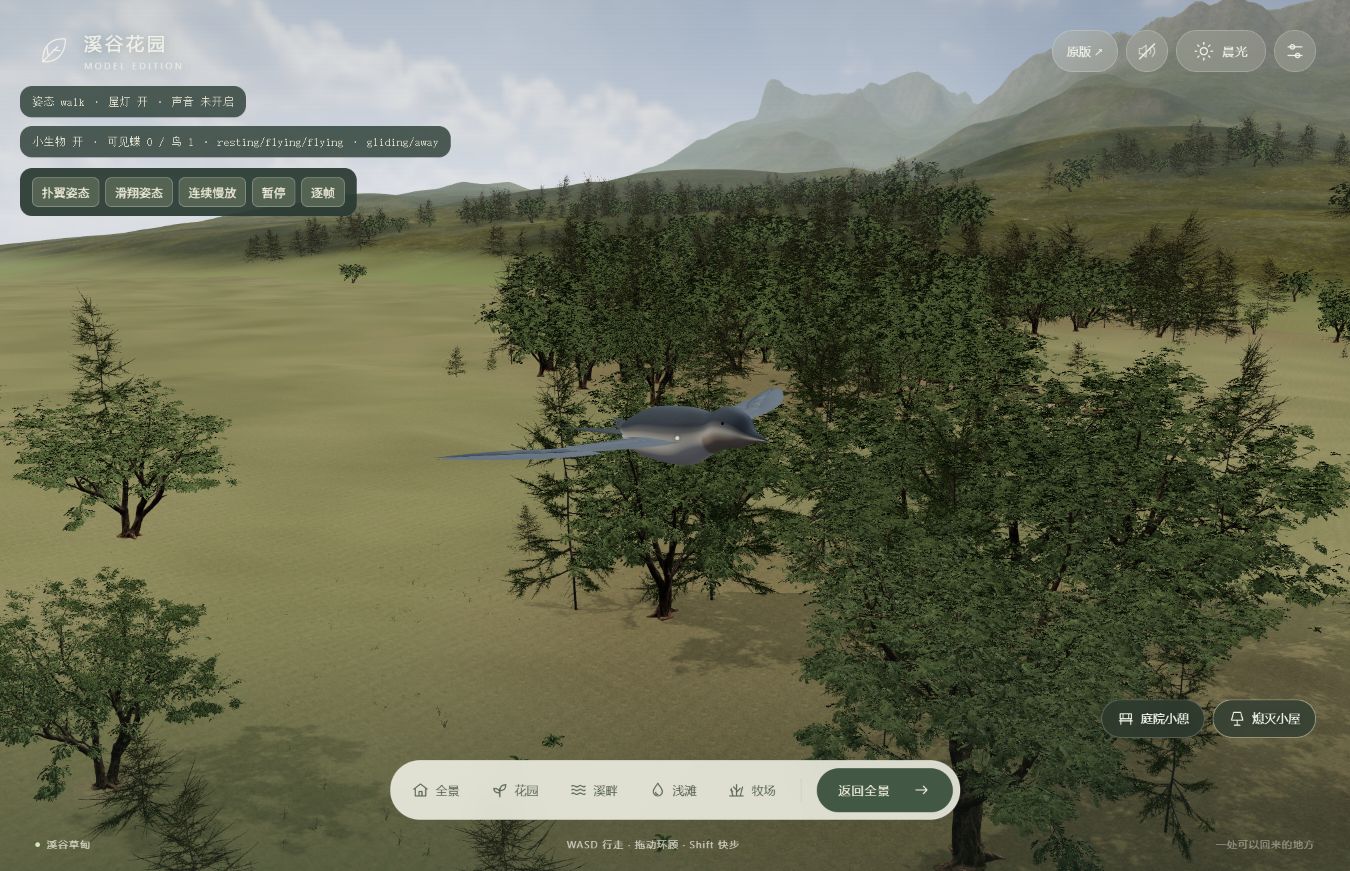 溪谷花园
MODEL EDITION
原版 ↗
晨光
姿态 walk · 屋灯 开 · 声音 未开启
小生物 开 · 可见蝶 0 / 鸟 1 · resting/flying/flying · gliding/away
扑翼姿态 滑翔姿态 连续慢放 暂停 逐帧
庭院小憩 熄灭小屋
全景 花园 溪畔 浅滩 牧场 返回全景 →
溪谷草甸
WASD 行走 · 拖动环顾 · Shift 快步
一处可以回来的地方